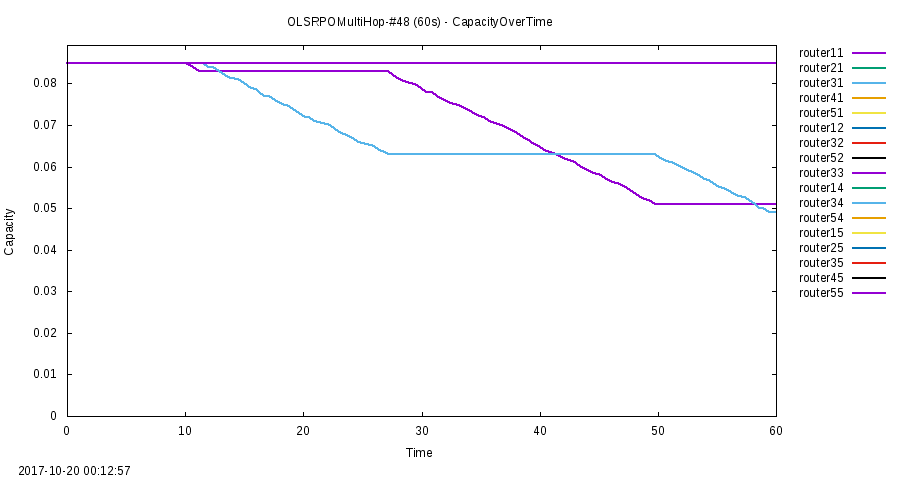 OLSRPOMultiHop-#48 (60s) - CapacityOverTime
router11
router21
router31
router41
router51
router12
router32
router52
router33
router14
router34
router54
router15
router25
router35
router45
router55
0.08
0.07
0.06
0.05
0.04
0.03
0.02
0.01
0
Capacity
0 10 20 30 40 50 60
Time
2017-10-20 00:12:57